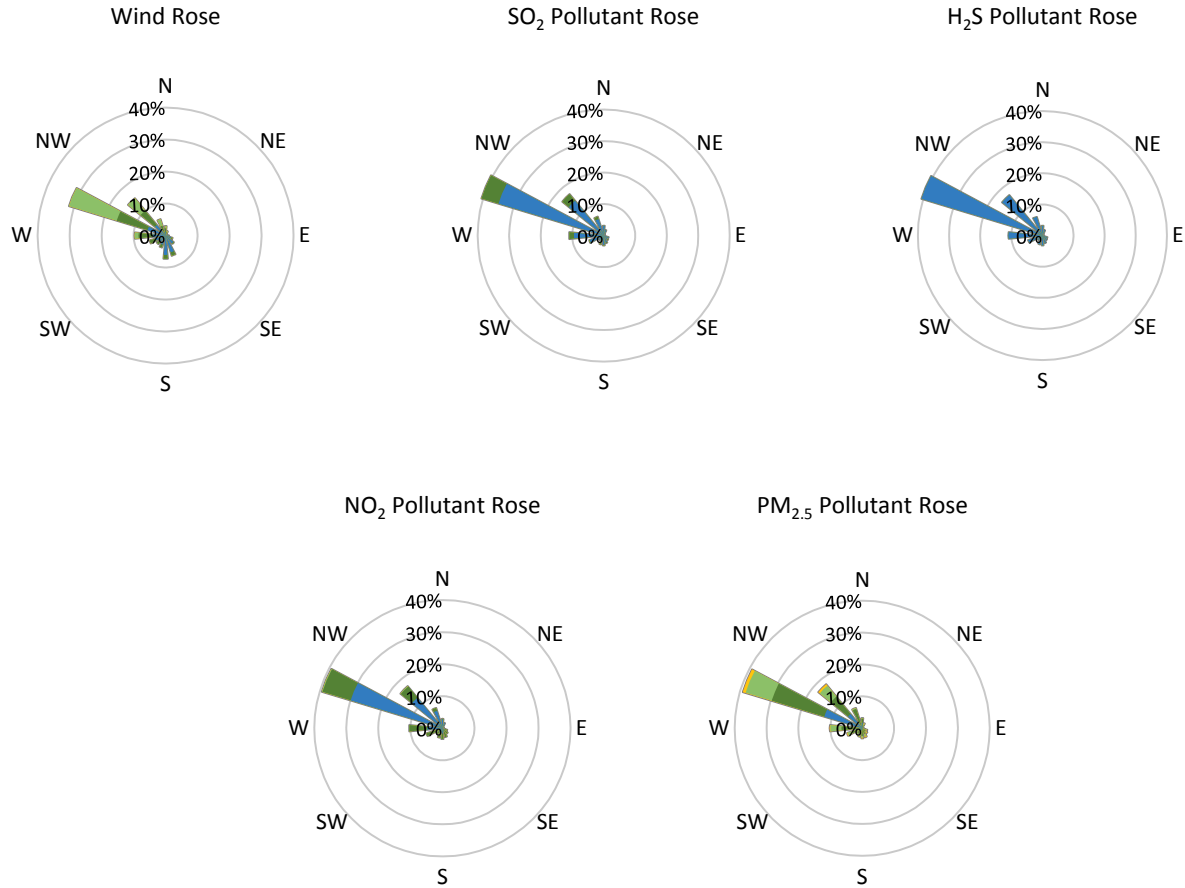 Wind Rose
N
40%
30%
20%
10%
0%
NW
NE
W
E
SW
SE
S
SO₂ Pollutant Rose
N
40%
30%
20%
10%
0%
NW
NE
W
E
SW
SE
S
H₂S Pollutant Rose
N
40%
30%
20%
10%
0%
NW
NE
W
E
SW
SE
S
NO₂ Pollutant Rose
N
40%
30%
20%
10%
0%
NW
NE
W
E
SW
SE
S
PM₂.₅ Pollutant Rose
N
40%
30%
20%
10%
0%
NW
NE
W
E
SW
SE
S